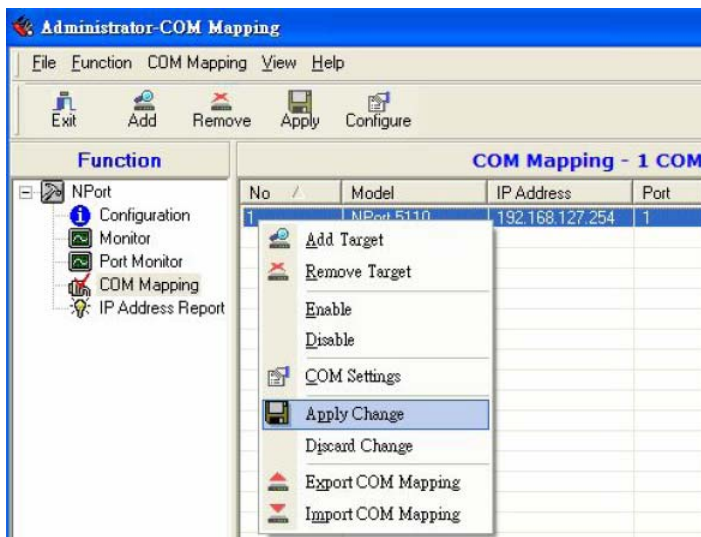 Administrator-COM Mapping
File Function COM Mapping View Help
Exit Add Remove Apply Configure
Function
COM Mapping - 1 COM
NPort
Configuration
Monitor
Port Monitor
COM Mapping
IP Address Report
No Model IP Address Port
1 NPort 5110 192.168.127.254 1
Add Target
Remove Target
Enable
Disable
COM Settings
Apply Change
Discard Change
Export COM Mapping
Import COM Mapping